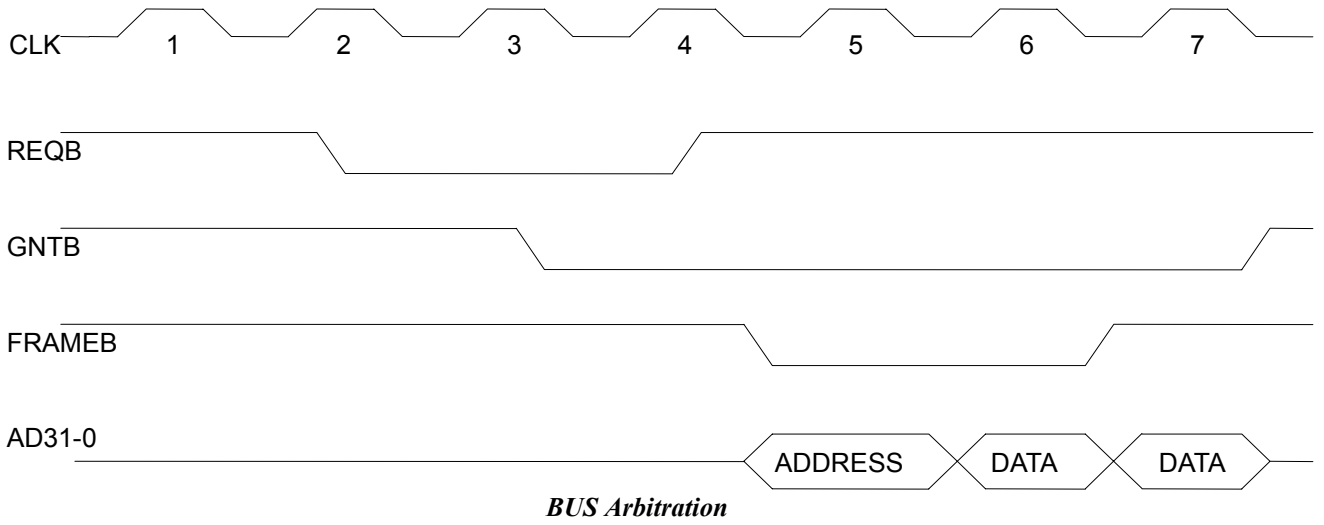 CLK 1 2 3 4 5 6 7
REQB
GNTB
FRAMEB
AD31-0
ADDRESS DATA DATA
BUS Arbitration